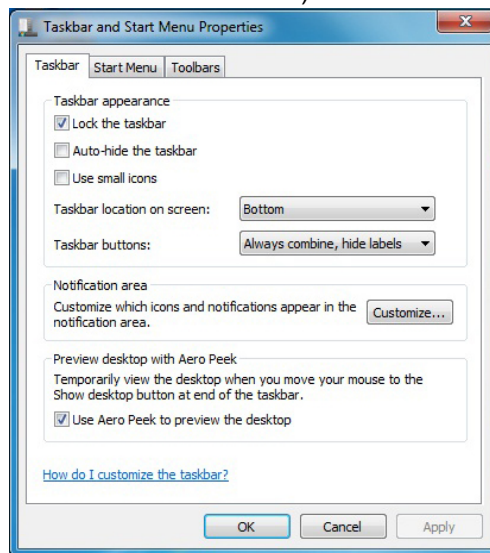 Taskbar and Start Menu Properties
Taskbar Start Menu Toolbars
Taskbar appearance
Lock the taskbar
Auto-hide the taskbar
Use small icons
Taskbar location on screen: Bottom
Taskbar buttons: Always combine, hide labels
Notification area
Customize which icons and notifications appear in the
notification area.
Customize...
Preview desktop with Aero Peek
Temporarily view the desktop when you move your mouse to the
Show desktop button at end of the taskbar.
Use Aero Peek to preview the desktop
How do I customize the taskbar?
OK Cancel Apply